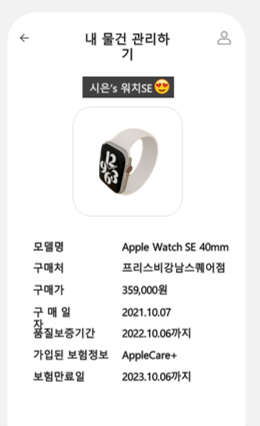 내 물건 관리하
기
시은's 워치SE😍
모델명 Apple Watch SE 40mm
구매처 프리스비강남스퀘어점
구매가 359,000원
구 매 일 2021.10.07
자
품질보증기간 2022.10.06까지
가입된 보험정보 AppleCare+
보험만료일 2023.10.06까지